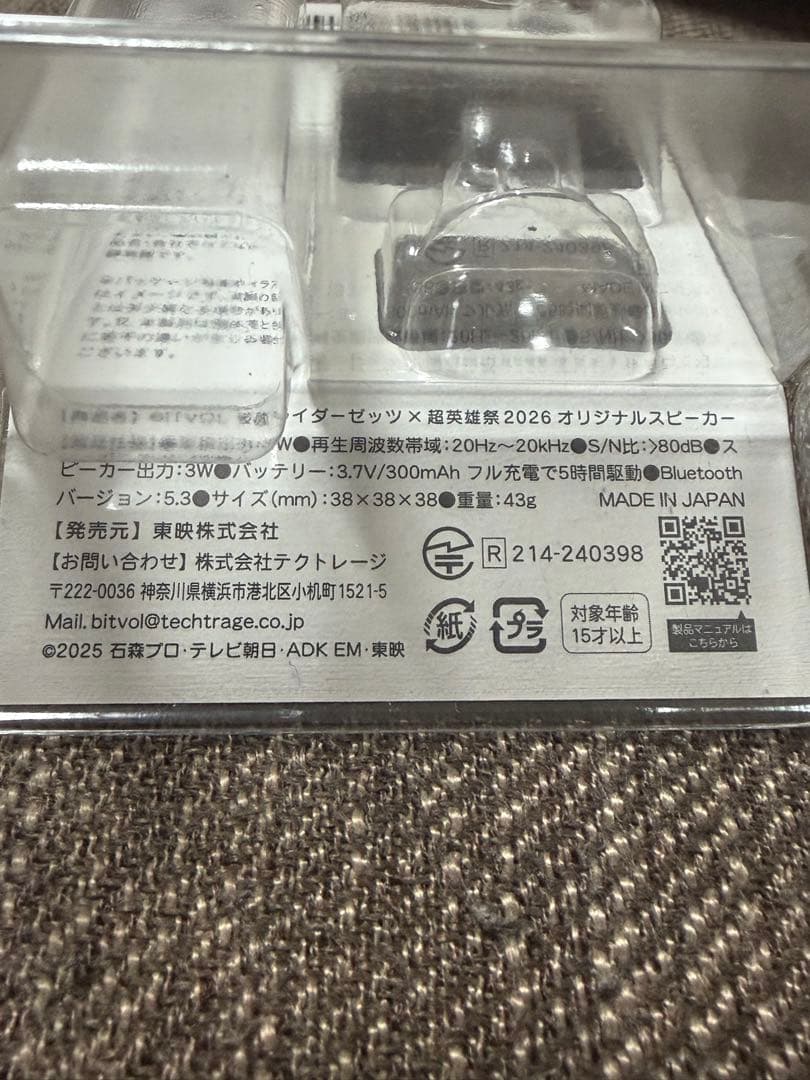 ライダーゼッツ×超英雄祭2026 オリジナルスピーカー
W●再生周波数帯域:20Hz〜20kHz●S/N比:>80dB●ス
ピーカー出力:3W●バッテリー:3.7V/300mAh フル充電で5時間駆動●Bluetooth
バージョン:5.3●サイズ(mm):38×38×38●重量:43g MADE IN JAPAN
【発売元】東映株式会社
【お問い合わせ】株式会社テクトレージ
〒222-0036 神奈川県横浜市港北区小机町1521-5
Mail. bitvol@techtrage.co.jp
©2025 石森プロ・テレビ朝日・ADK EM・東映
R 214-240398
紙
プラ
対象年齢
15才以上
製品マニュアルは
こちらから